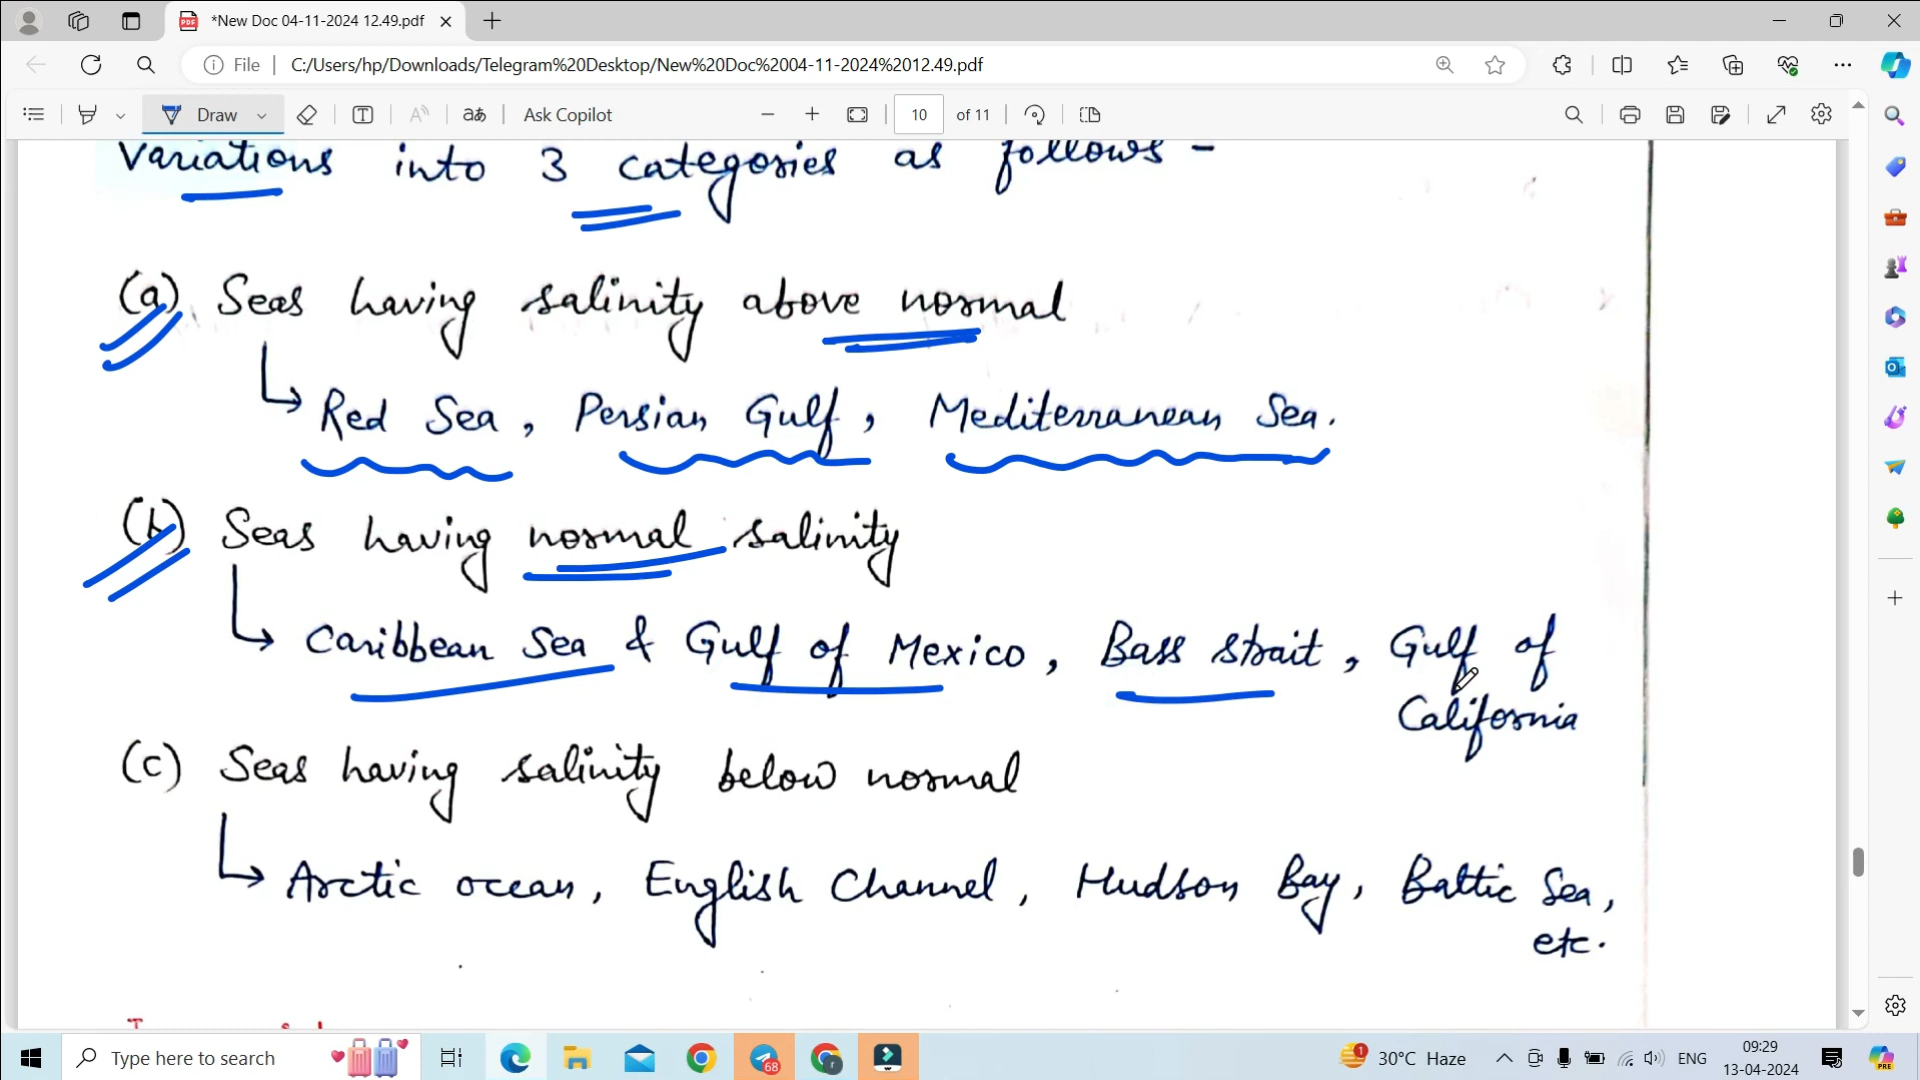 *New Doc 04-11-2024 12.49.pdf
File
C:/Users/hp/Downloads/Telegram%20Desktop/New%20Doc%2004-11-2024%2012.49.pdf
Draw
aあ
Ask Copilot
10 of 11
Variations into 3 categories as follows -
(a) Seas having salinity above normal
Red Sea, Persian Gulf, Mediterranean Sea.
(b) Seas having normal salinity
Caribbean Sea & Gulf of Mexico, Bass strait, Gulf of
California
(c) Seas having salinity below normal
Arctic ocean, English Channel, Hudson Bay, Baltic Sea,
etc.
Type here to search
68
30°C Haze
ENG
09:29
13-04-2024